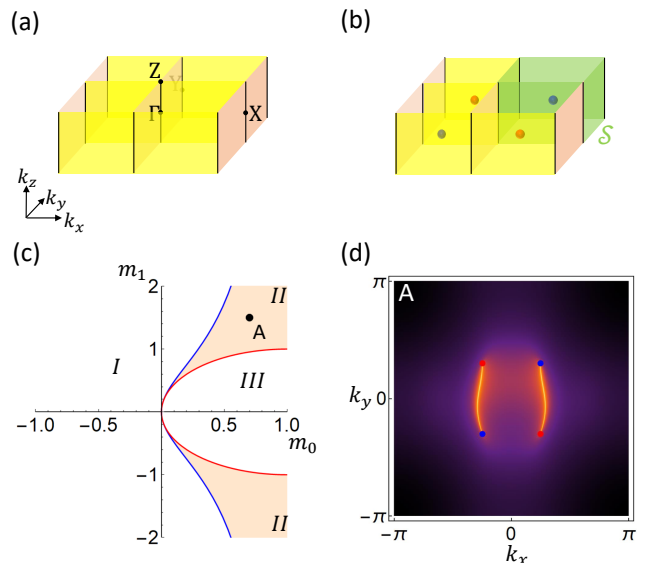 (a)
(b)
Z
Y
Γ
X
𝒮
k_z
k_y
k_x
(c)
(d)
m_1
2
II
A
1
I
III
-1.0
-0.5
0.5
1.0
m_0
-1
II
-2
A
π
k_y
0
-π
-π
0
π
k_x